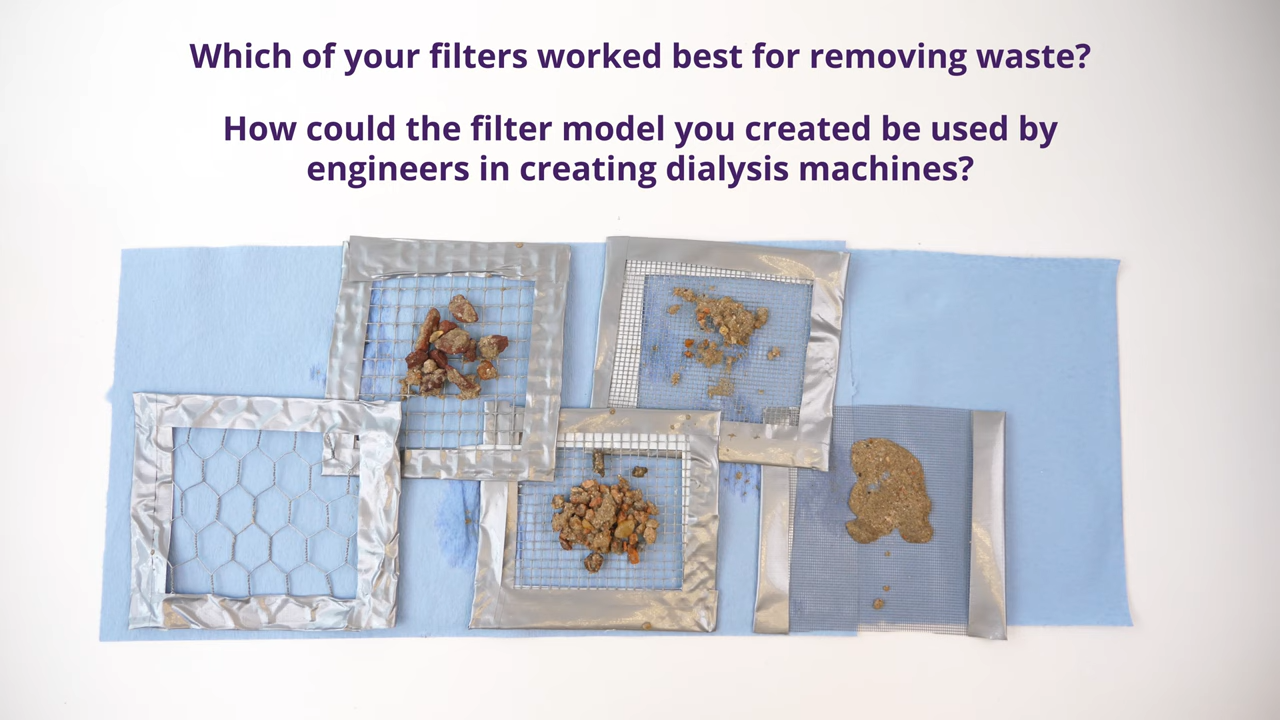 Which of your filters worked best for removing waste?
How could the filter model you created be used by
engineers in creating dialysis machines?